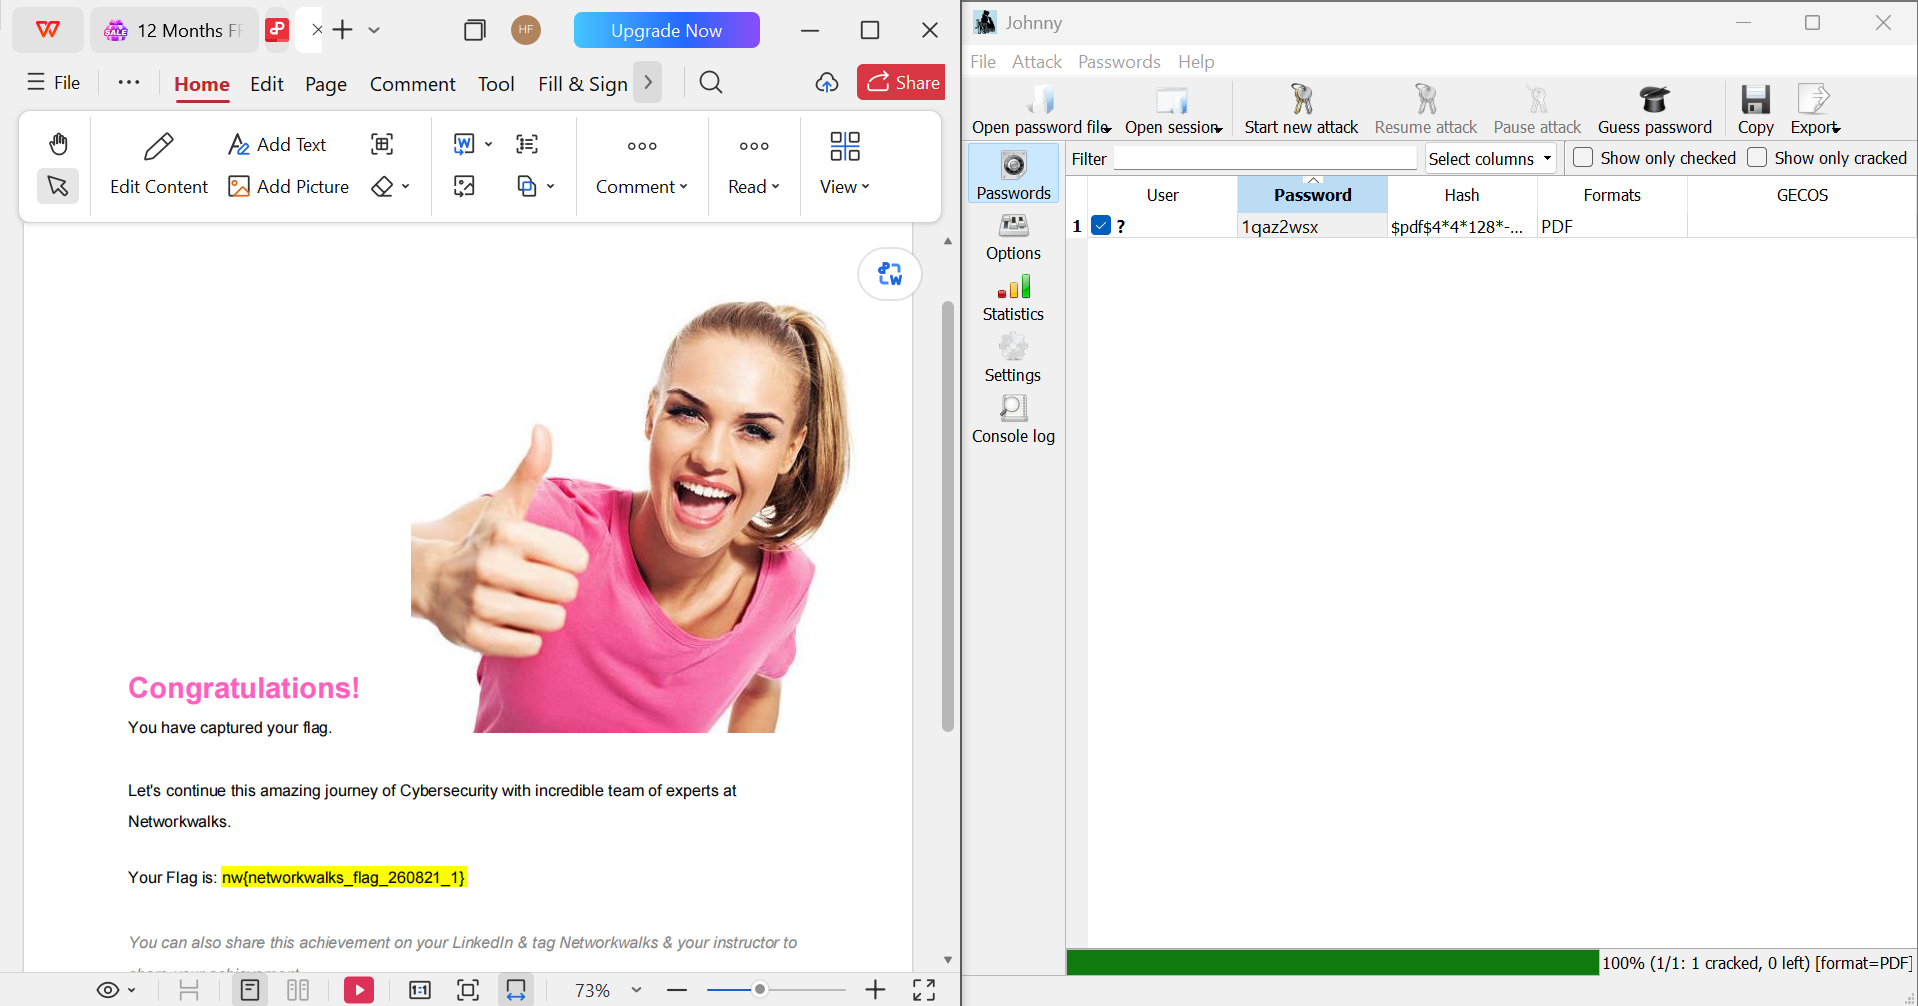 12 Months FF
HF
Upgrade Now
File
Home
Edit
Page
Comment
Tool
Fill & Sign
Share
Edit Content
Add Text
Add Picture
Comment
Read
View
Congratulations!
You have captured your flag.
Let's continue this amazing journey of Cybersecurity with incredible team of experts at
Networkwalks.
Your Flag is: nw{networkwalks_flag_260821_1}
You can also share this achievement on your LinkedIn & tag Networkwalks & your instructor to
73%
Johnny
File Attack Passwords Help
Open password file
Open session
Start new attack
Resume attack
Pause attack
Guess password
Copy
Export
Passwords
Options
Statistics
Settings
Console log
Filter
Select columns
Show only checked
Show only cracked
User Password Hash Formats GECOS
1 ? 1qaz2wsx $pdf$4*4*128*-... PDF
100% (1/1: 1 cracked, 0 left) [format=PDF]